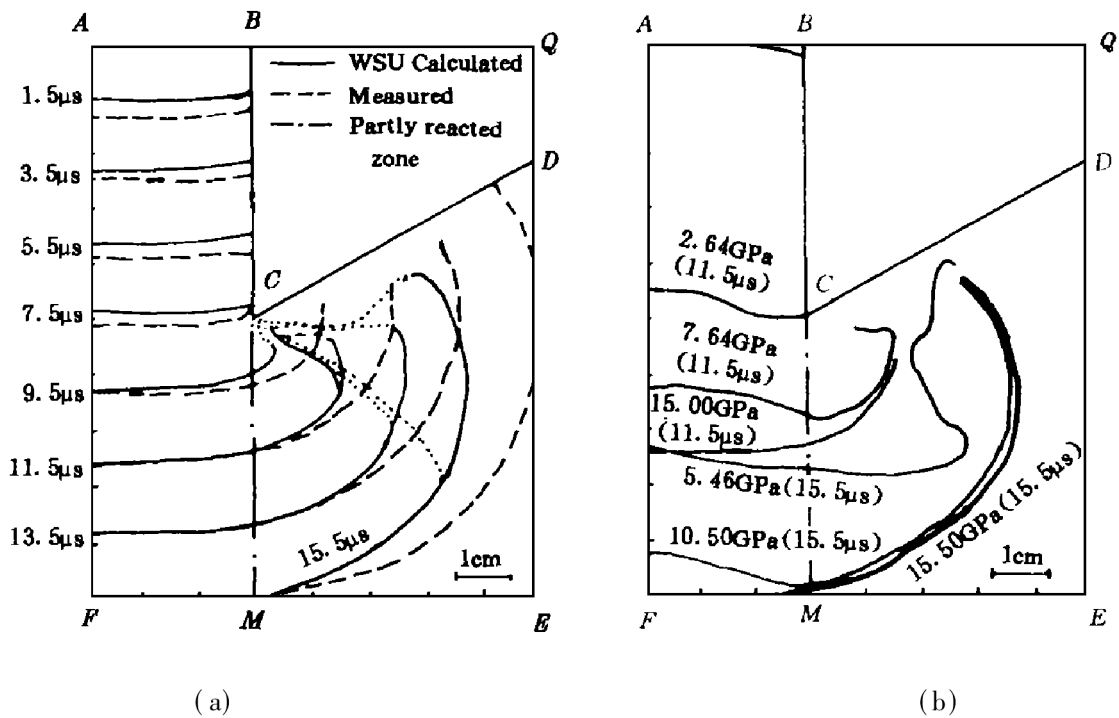 A
B
Q
WSU Calculated
Measured
Partly reacted
zone
1.5μs
3.5μs
5.5μs
7.5μs
9.5μs
11.5μs
13.5μs
15.5μs
C
D
1cm
F
M
E
(a)
A
B
Q
D
2.64GPa
(11.5μs)
C
7.64GPa
(11.5μs)
15.00GPa
(11.5μs)
5.46GPa(15.5μs)
10.50GPa(15.5μs)
15.50GPa(15.5μs)
1cm
F
M
E
(b)